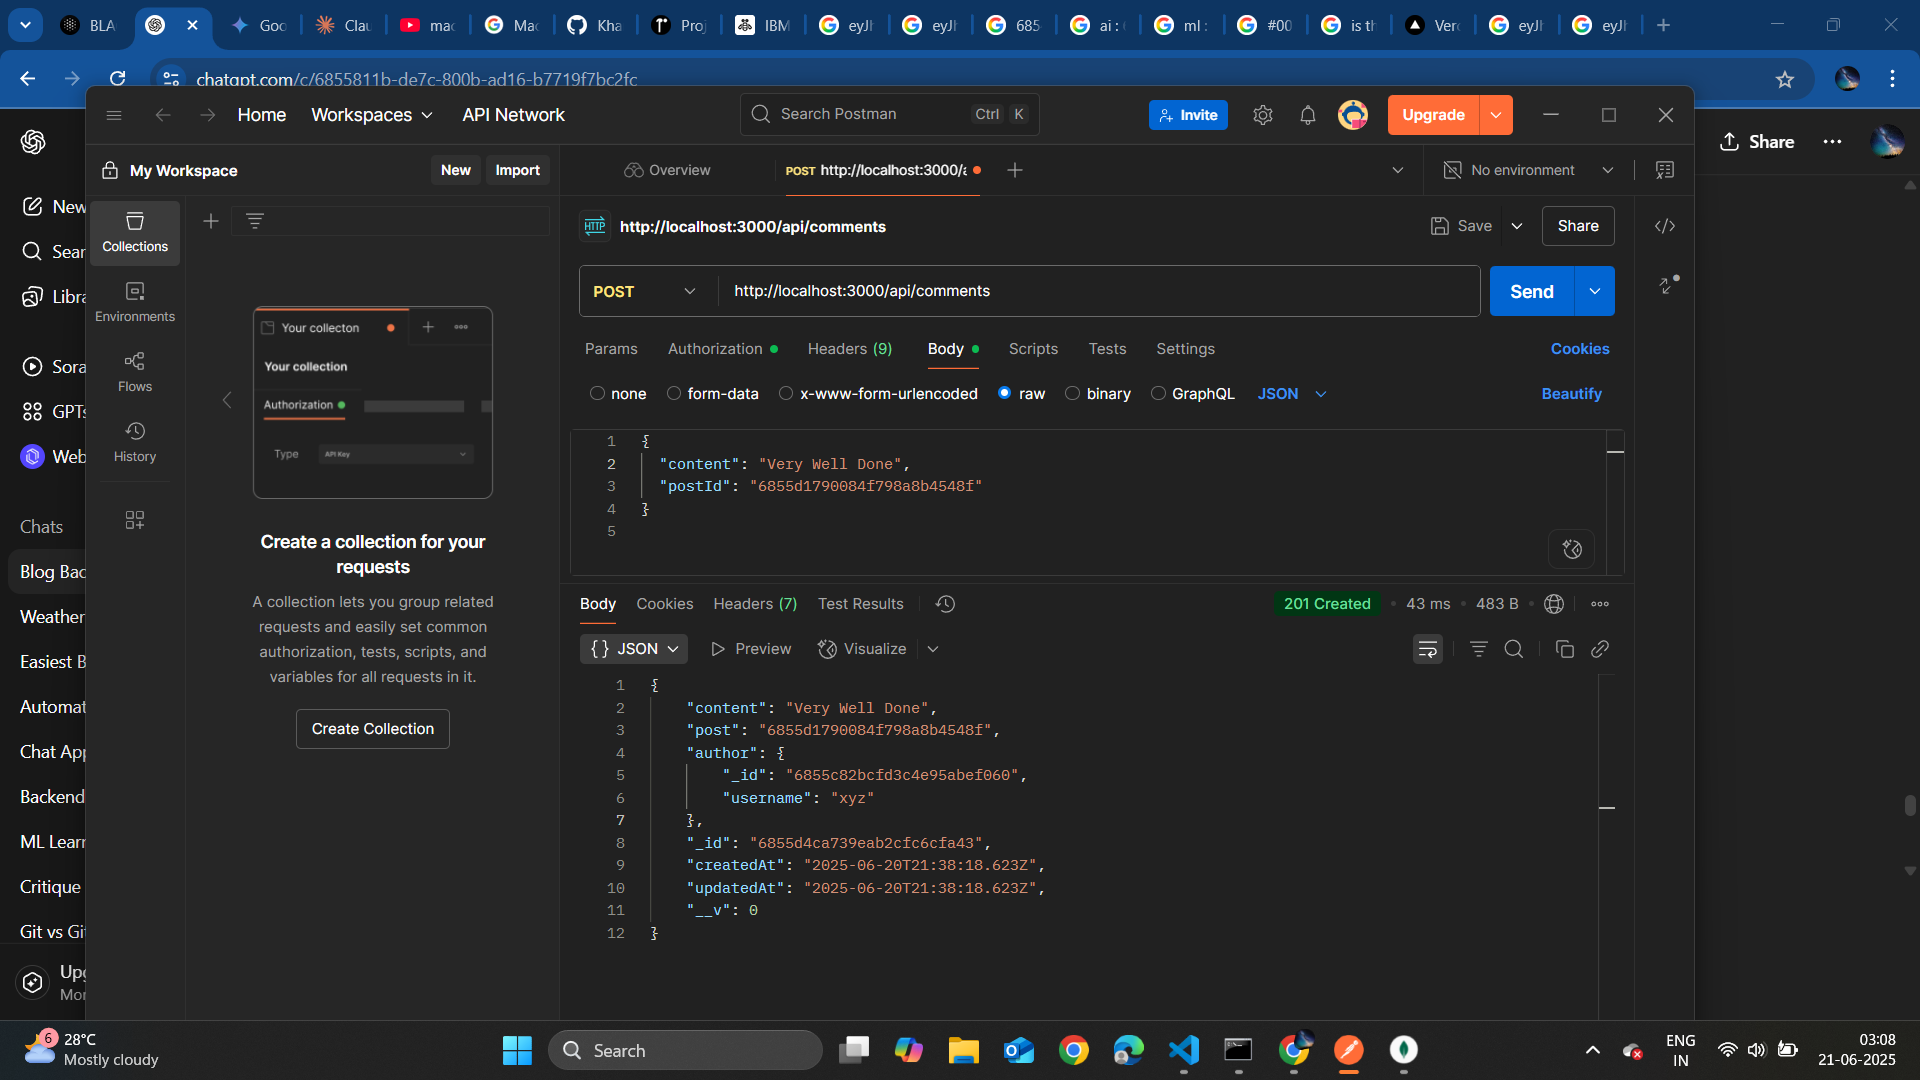 BLA
Goo
Clau
mac
Mac
Kha
Proj
IBM
eyJh
eyJh
685
ai :
ml :
#00
is th
Verc
eyJh
eyJh
chatgpt.com/c/6855811b-de7c-800b-ad16-b7719f7bc2fc
Home
Workspaces
API Network
Search Postman
Ctrl
K
Invite
Upgrade
Share
My Workspace
New
Import
Overview
POST http://localhost:3000/a
No environment
New
Sear
Libra
Sora
GPTs
Web
Chats
Blog Bac
Weather
Easiest B
Automat
Chat App
Backend
ML Learn
Critique
Git vs Git
Upg
Mor
Collections
Environments
Flows
History
Your collecton
Your collection
Authorization
Type
API Key
Create a collection for your
requests
A collection lets you group related
requests and easily set common
authorization, tests, scripts, and
variables for all requests in it.
Create Collection
HTTP
http://localhost:3000/api/comments
Save
Share
POST
http://localhost:3000/api/comments
Send
Params
Authorization
Headers (9)
Body
Scripts
Tests
Settings
Cookies
none
form-data
x-www-form-urlencoded
raw
binary
GraphQL
JSON
Beautify
1 {
2 "content": "Very Well Done",
3 "postId": "6855d1790084f798a8b4548f"
4 }
5
Body
Cookies
Headers (7)
Test Results
201 Created
43 ms
483 B
{} JSON
Preview
Visualize
1 {
2 "content": "Very Well Done",
3 "post": "6855d1790084f798a8b4548f",
4 "author": {
5 "_id": "6855c82bcfd3c4e95abef060",
6 "username": "xyz"
7 },
8 "_id": "6855d4ca739eab2cfc6cfa43",
9 "createdAt": "2025-06-20T21:38:18.623Z",
10 "updatedAt": "2025-06-20T21:38:18.623Z",
11 "__v": 0
12 }
6
28°C
Mostly cloudy
Search
ENG
IN
03:08
21-06-2025